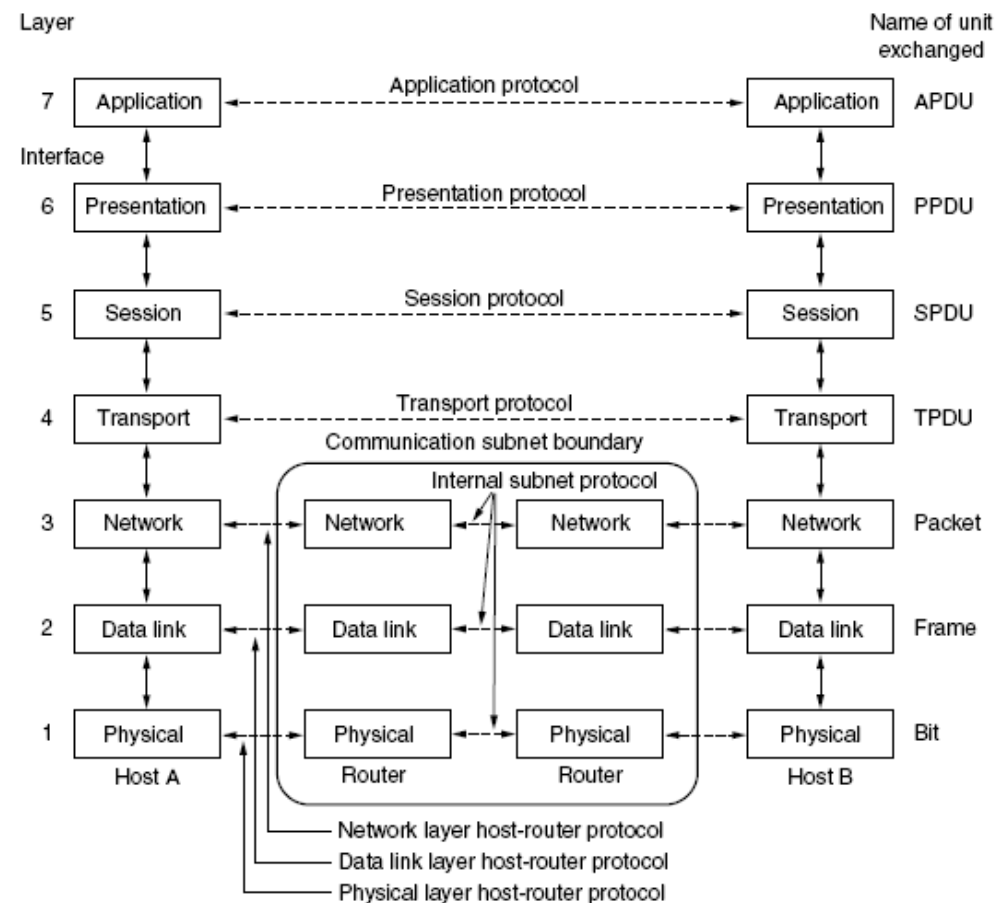 Layer
Name of unit
exchanged
7
Application
Application protocol
Application
APDU
Interface
6
Presentation
Presentation protocol
Presentation
PPDU
5
Session
Session protocol
Session
SPDU
4
Transport
Transport protocol
Transport
TPDU
Communication subnet boundary
Internal subnet protocol
3
Network
Network
Network
Network
Packet
2
Data link
Data link
Data link
Data link
Frame
1
Physical
Physical
Physical
Physical
Bit
Host A
Router
Router
Host B
Network layer host-router protocol
Data link layer host-router protocol
Physical layer host-router protocol